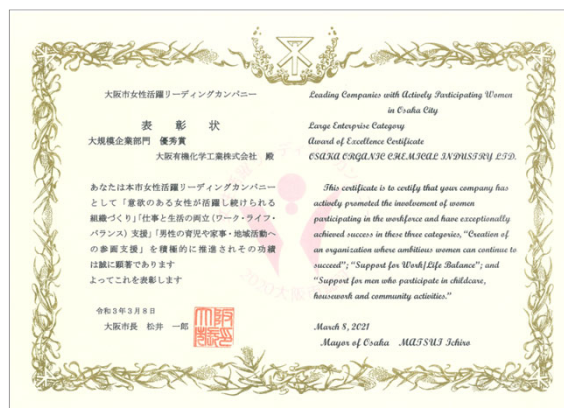 大阪市女性活躍リーディングカンパニー
表彰状
大規模企業部門 優秀賞
大阪有機化学工業株式会社 殿
あなたは本市女性活躍リーディングカンパニー
として「意欲のある女性が活躍し続けられる
組織づくり」「仕事と生活の両立(ワーク・ライフ・
バランス)支援」「男性の育児や家事・地域活動へ
の参画支援」を積極的に推進されその功績
は誠に顕著であります
よってこれを表彰します
令和3年3月8日
大阪市長 松井 一郎
Leading Companies with Actively Participating Women
in Osaka City
Large Enterprise Category
Award of Excellence Certificate
OSAKA ORGANIC CHEMICAL INDUSTRY LTD.
This certificate is to certify that your company has
actively promoted the involvement of women
participating in the workforce and have exceptionally
achieved success in these three categories, "Creation of
an organization where ambitious women can continue to
succeed"; "Support for Work/Life Balance"; and
"Support for men who participate in childcare,
housework and community activities."
March 8, 2021
Mayor of Osaka MATSUI Ichiro